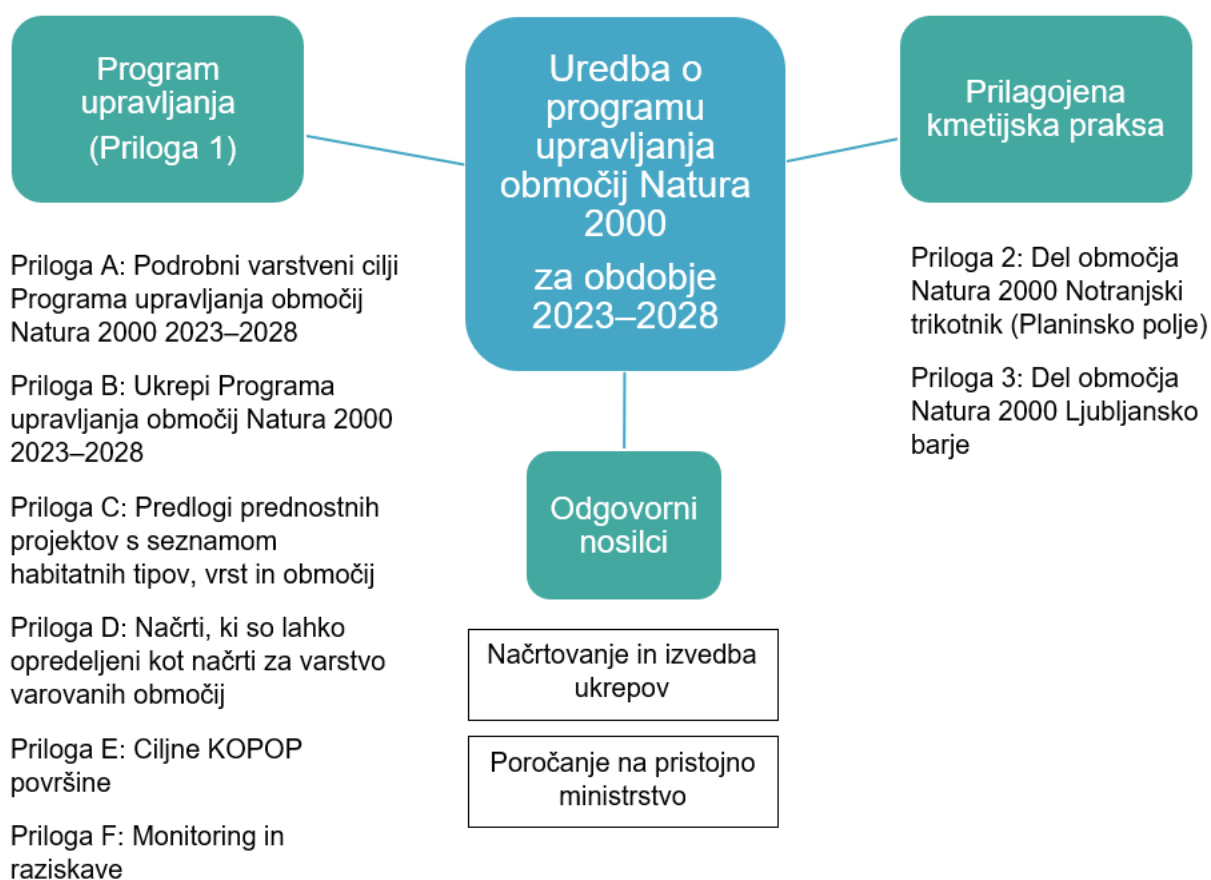 Program
upravljanja
(Priloga 1)
Priloga A: Podrobni varstveni cilji
Programa upravljanja območij
Natura 2000 2023–2028
Priloga B: Ukrepi Programa
upravljanja območij Natura 2000
2023–2028
Priloga C: Predlogi prednostnih
projektov s seznamom
habitatnih tipov, vrst in območij
Priloga D: Načrti, ki so lahko
opredeljeni kot načrti za varstvo
varovanih območij
Priloga E: Ciljne KOPOP
površine
Priloga F: Monitoring in
raziskave
Uredba o
programu
upravljanja
območij Natura
2000
za obdobje
2023–2028
Odgovorni
nosilci
Načrtovanje in izvedba
ukrepov
Poročanje na pristojno
ministrstvo
Prilagojena
kmetijska praksa
Priloga 2: Del območja
Natura 2000 Notranjski
trikotnik (Planinsko polje)
Priloga 3: Del območja
Natura 2000 Ljubljansko
barje